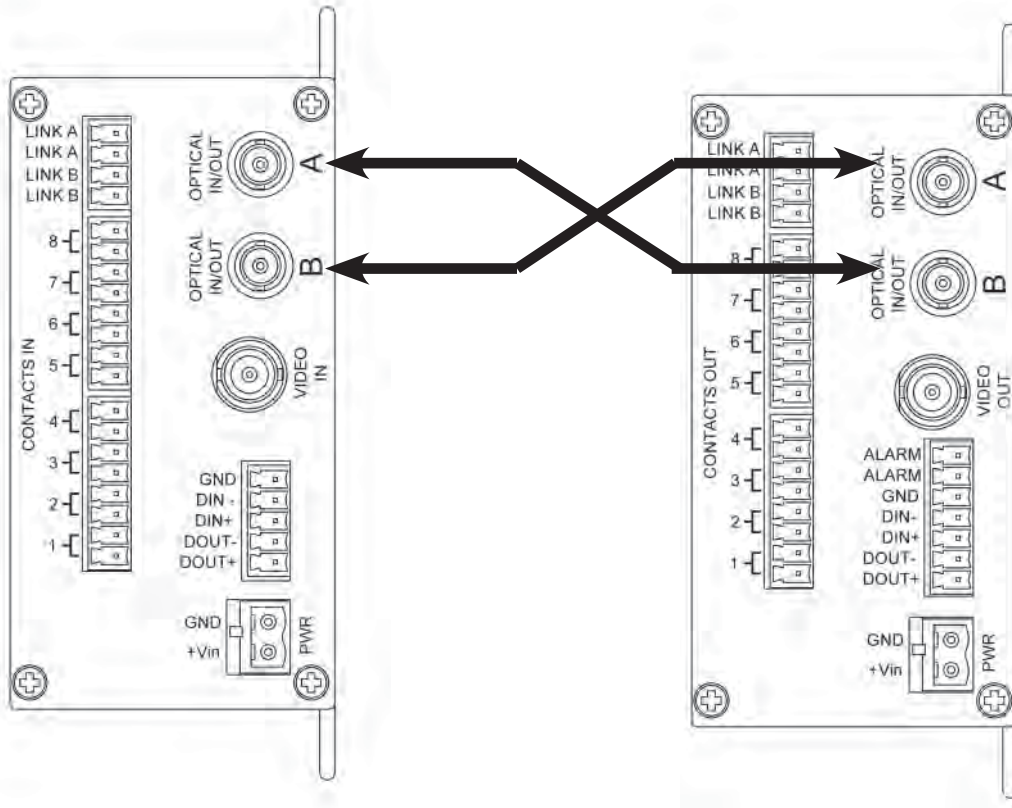 LINK A
LINK A
LINK B
LINK B
8
7
6
5
4
3
2
1
CONTACTS IN
OPTICAL
IN/OUT
A
OPTICAL
IN/OUT
B
VIDEO
IN
GND
DIN -
DIN+
DOUT-
DOUT+
GND
+Vin
PWR
LINK A
LINK A
LINK B
LINK B
8
7
6
5
4
3
2
1
CONTACTS OUT
OPTICAL
IN/OUT
A
OPTICAL
IN/OUT
B
VIDEO
OUT
ALARM
ALARM
GND
DIN-
DIN+
DOUT-
DOUT+
GND
+Vin
PWR